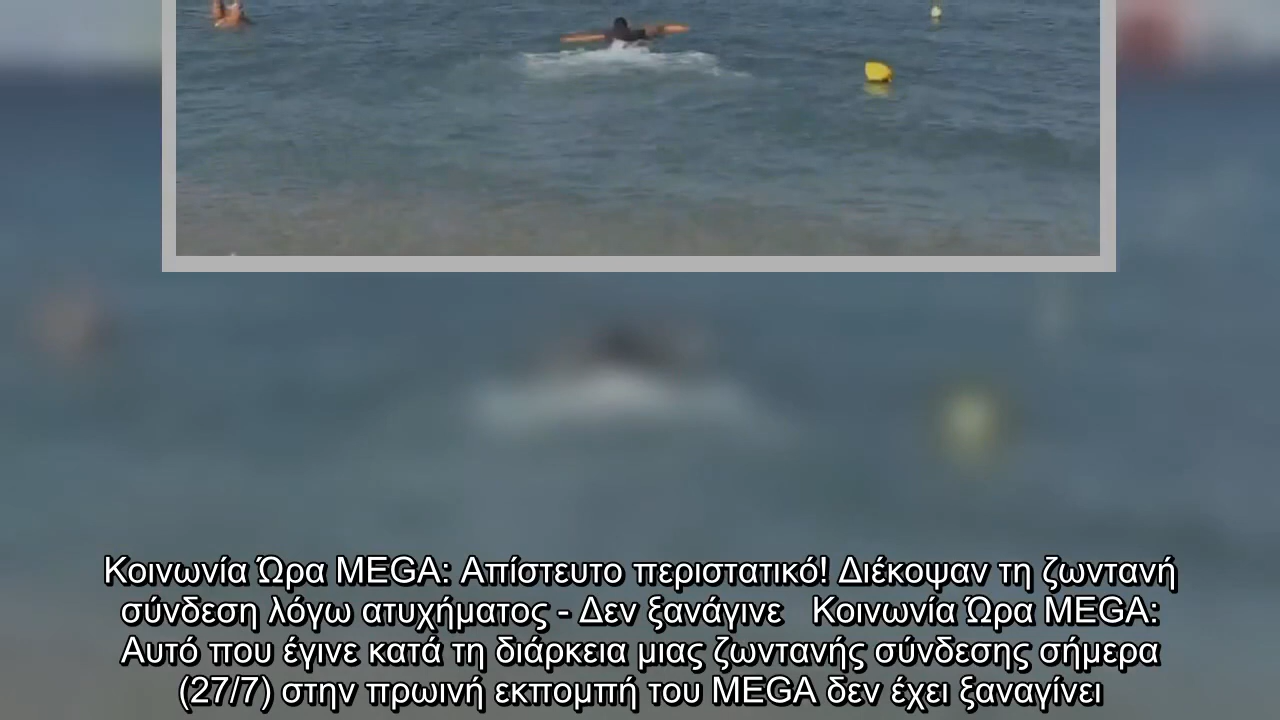 Κοινωνία Ώρα MEGA: Απίστευτο περιστατικό! Διέκοψαν τη ζωντανή
σύνδεση λόγω ατυχήματος - Δεν ξανάγινε   Κοινωνία Ώρα MEGA:
Αυτό που έγινε κατά τη διάρκεια μιας ζωντανής σύνδεσης σήμερα
(27/7) στην πρωινή εκπομπή του MEGA δεν έχει ξαναγίνει